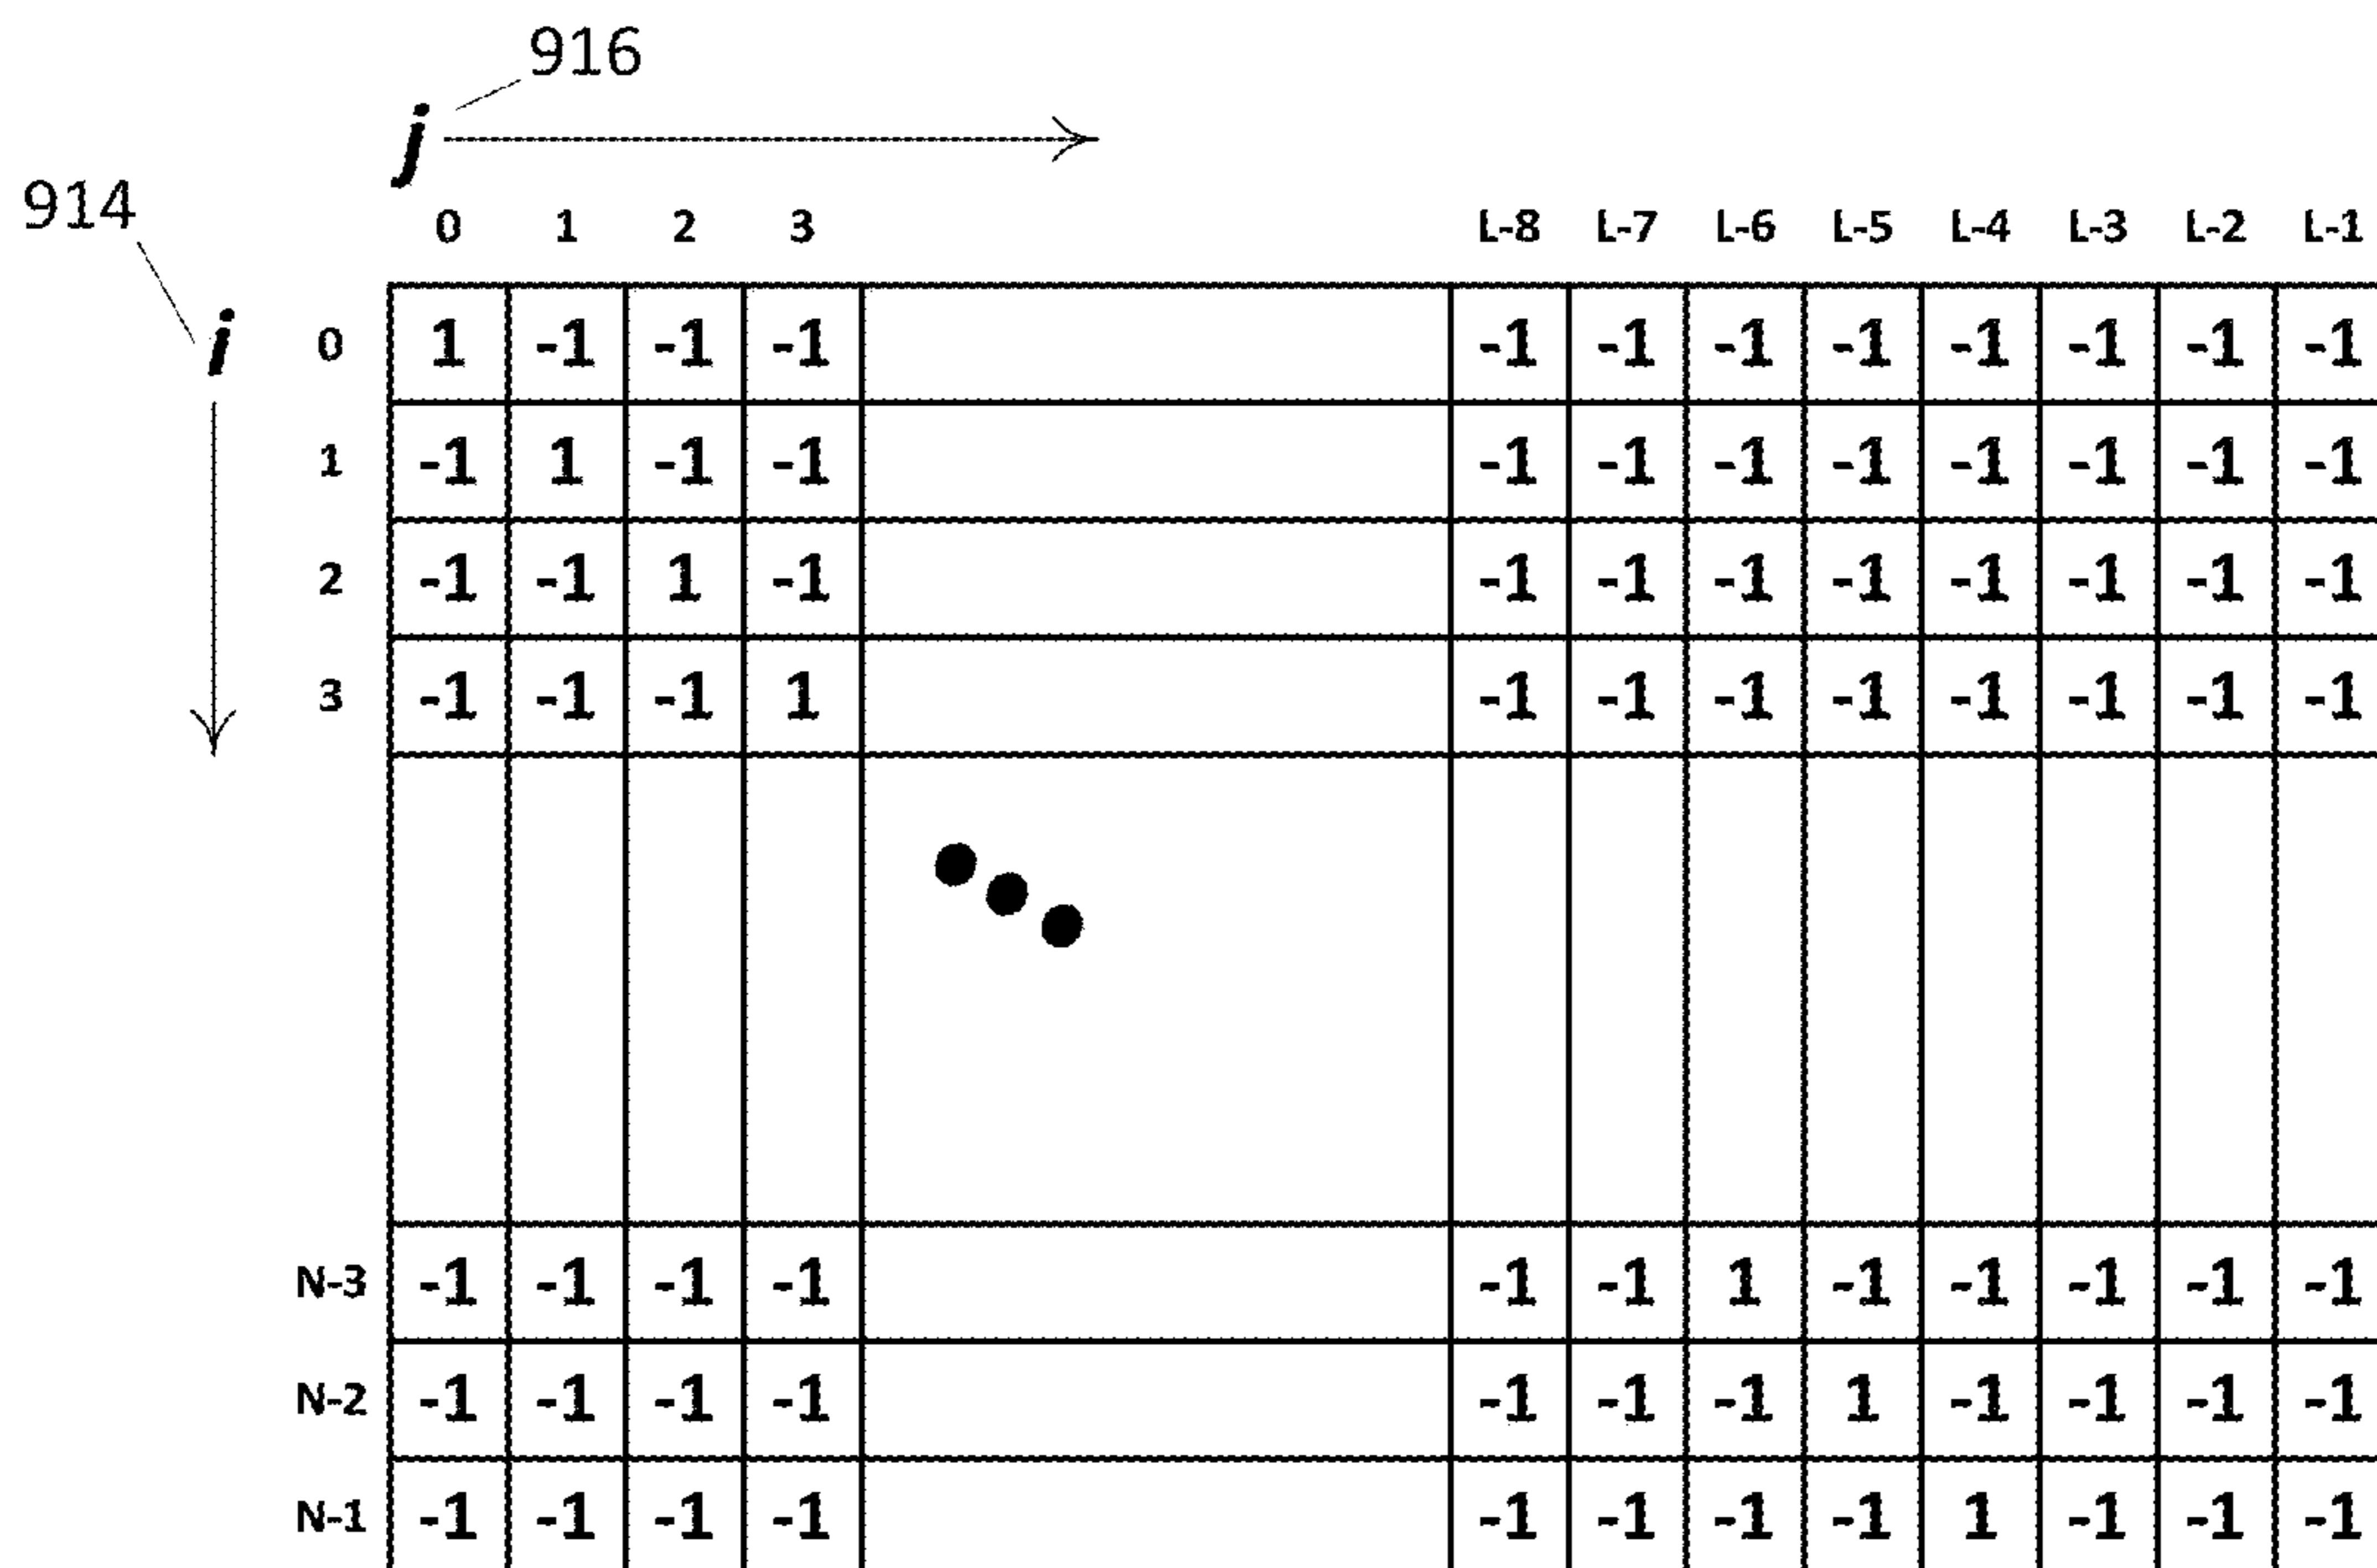 916
j
914
0 1 2 3 L-8 L-7 L-6 L-5 L-4 L-3 L-2 L-1
i 0 1 -1 -1 -1 -1 -1 -1 -1 -1 -1 -1 -1
1 -1 1 -1 -1 -1 -1 -1 -1 -1 -1 -1 -1
2 -1 -1 1 -1 -1 -1 -1 -1 -1 -1 -1 -1
3 -1 -1 -1 1 -1 -1 -1 -1 -1 -1 -1 -1
N-3 -1 -1 -1 -1 -1 -1 1 -1 -1 -1 -1 -1
N-2 -1 -1 -1 -1 -1 -1 -1 1 -1 -1 -1 -1
N-1 -1 -1 -1 -1 -1 -1 -1 -1 1 -1 -1 -1